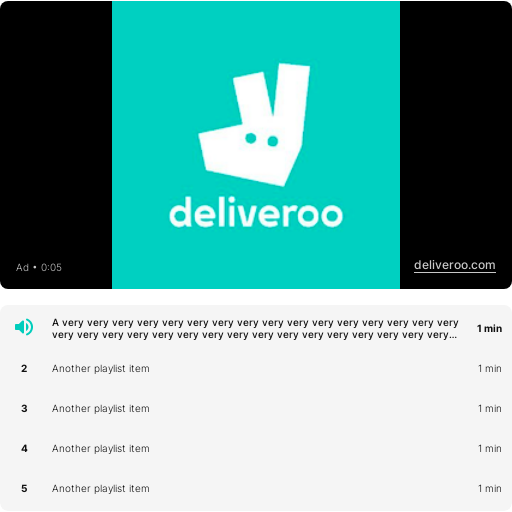 deliveroo
Ad • 0:05
deliveroo.com
A very very very very very very very very very very very very very very very very
very very very very very very very very very very very very very very very very...
1 min
2 Another playlist item 1 min
3 Another playlist item 1 min
4 Another playlist item 1 min
5 Another playlist item 1 min